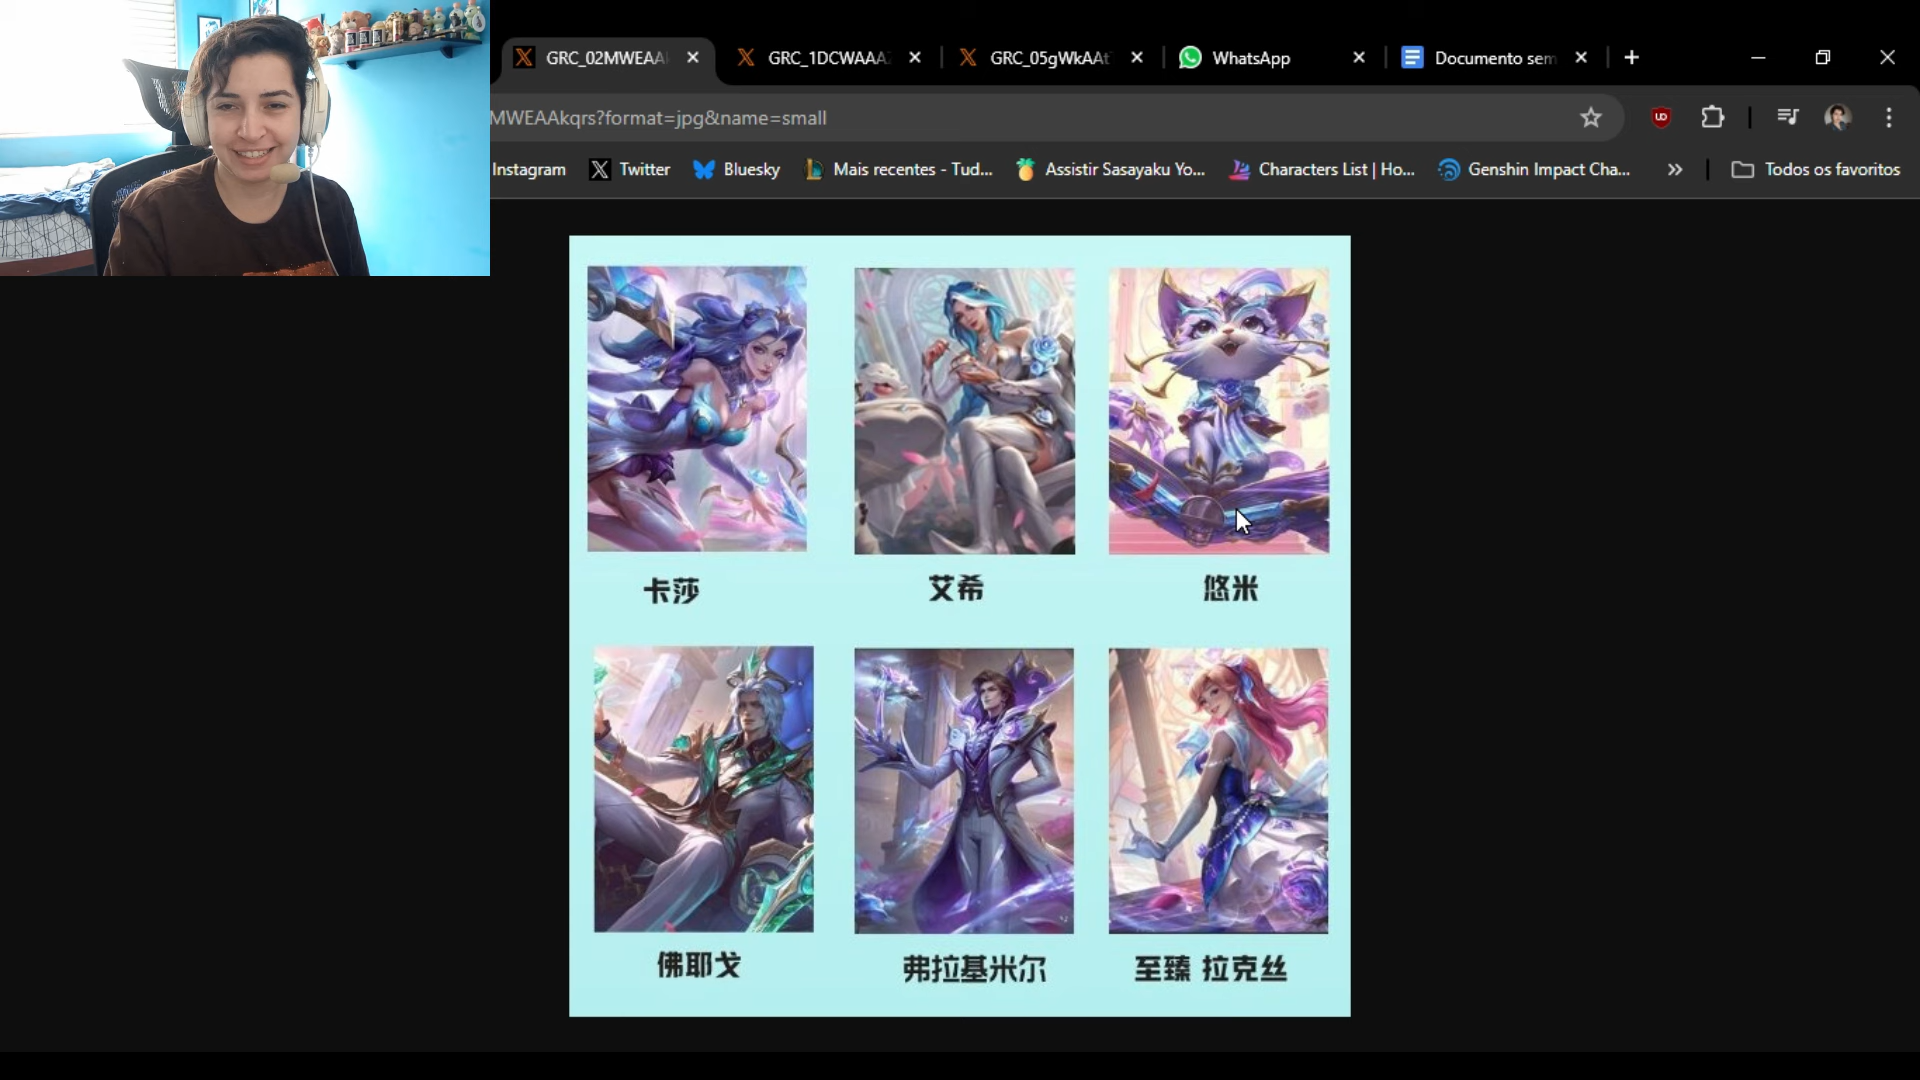 GRC_02MWEAA
GRC_1DCWAAA
GRC_05gWkAAt
WhatsApp
Documento sem
MWEAAkqrs?format=jpg&name=small
Instagram
Twitter
Bluesky
Mais recentes - Tud...
Assistir Sasayaku Yo...
Characters List | Ho...
Genshin Impact Cha...
Todos os favoritos
卡莎
艾希
悠米
佛耶戈
弗拉基米尔
至臻 拉克丝